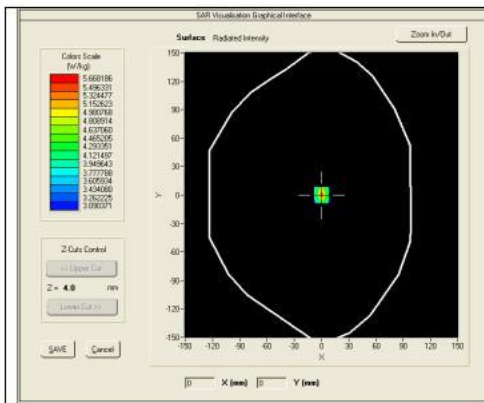 SAR Visualisation Graphical Interface
Surface Radiated Intensity
Zoom In/Out
Colors Scale
(W/kg)
5.668186
5.496331
5.324477
5.152623
4.980768
4.808914
4.637060
4.465205
4.293351
4.121497
3.949643
3.777788
3.605934
3.434080
3.262225
3.090371
Z-Cuts Control
<< Upper Cut
Z = 4.0 mm
Lower Cut >>
SAVE Cancel
150
120
90
60
30
0
-30
-60
-90
-120
-150
Y
-150 -120 -90 -60 -30 0 30 60 90 120 150
X
0 X (mm) 0 Y (mm)